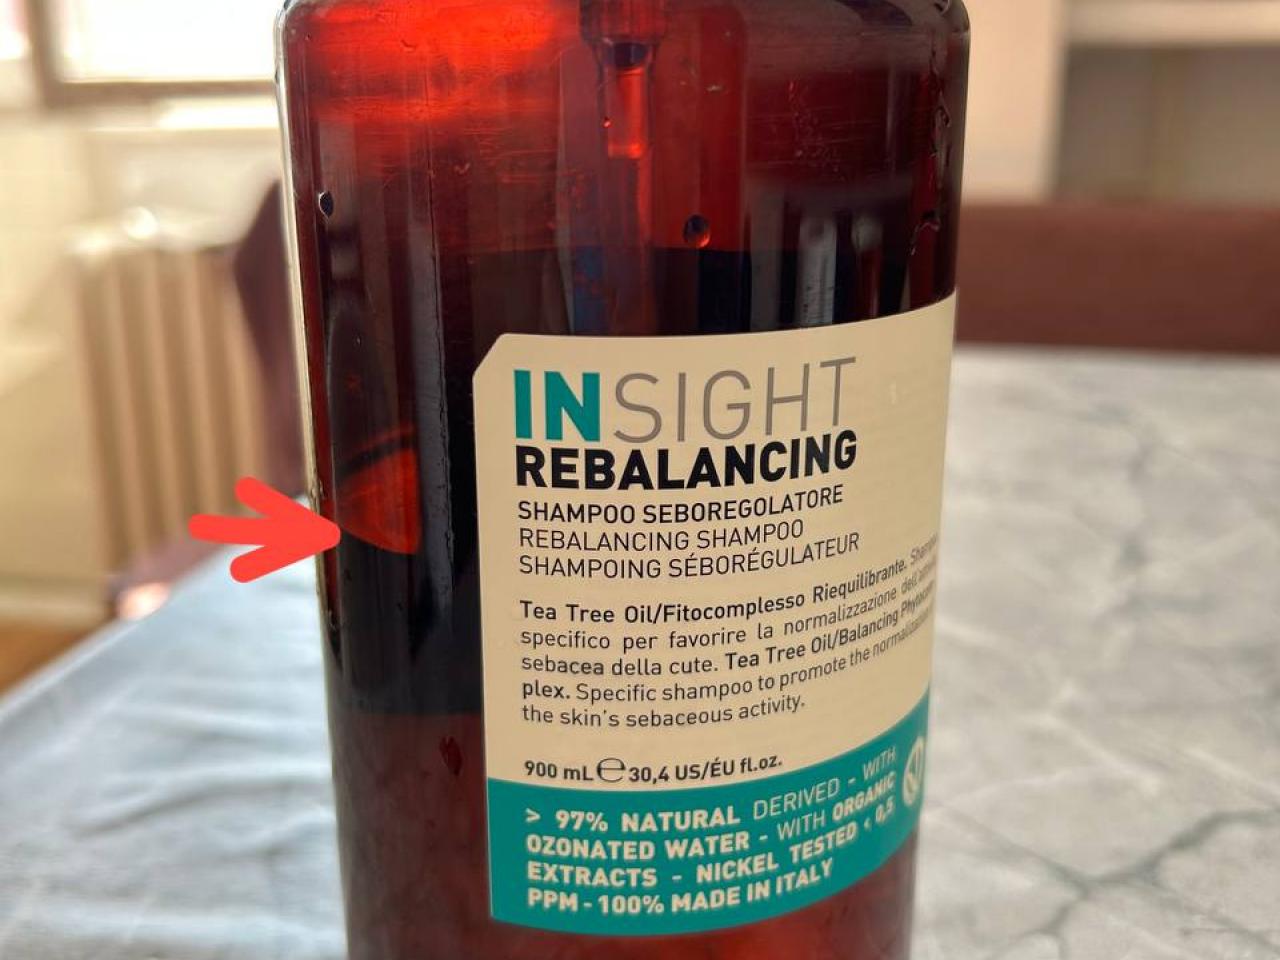 INSIGHT
REBALANCING
SHAMPOO SEBOREGOLATORE
REBALANCING SHAMPOO
SHAMPOING SÉBORÉGULATEUR
Tea Tree Oil/Fitocomplesso Riequilibrante.
specifico per favorire la normalizzazione
sebacea della cute. Tea Tree Oil/Balancing
plex. Specific shampoo to promote the
the skin's sebaceous activity.
900 mL ℮ 30,4 US/ÉU fl.oz.
> 97% NATURAL DERIVED - WITH
OZONATED WATER - WITH ORGANIC
EXTRACTS - NICKEL TESTED < 0,5
PPM - 100% MADE IN ITALY